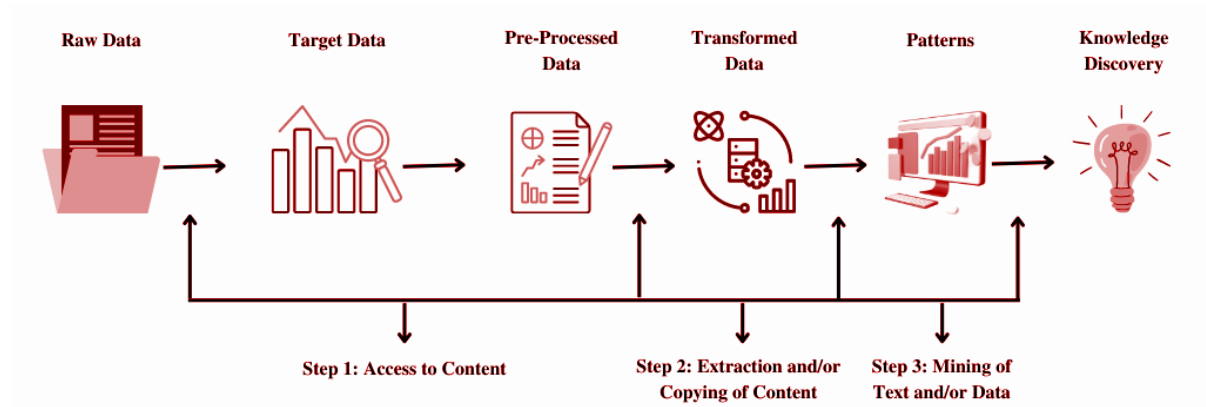 Raw Data
Target Data
Pre-Processed
Data
Transformed
Data
Patterns
Knowledge
Discovery
Step 1: Access to Content
Step 2: Extraction and/or
Copying of Content
Step 3: Mining of
Text and/or Data